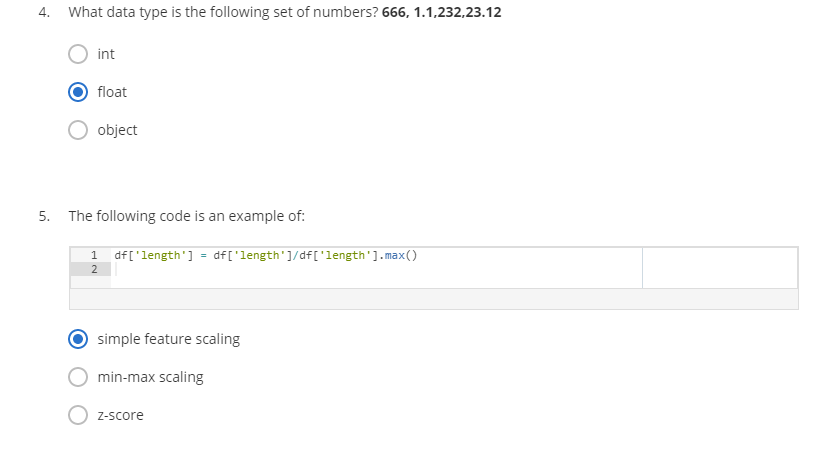 4. What data type is the following set of numbers? 666, 1.1,232,23.12
int
float
object
5. The following code is an example of:
1 df['length'] = df['length']/df['length'].max()
2
simple feature scaling
min-max scaling
z-score